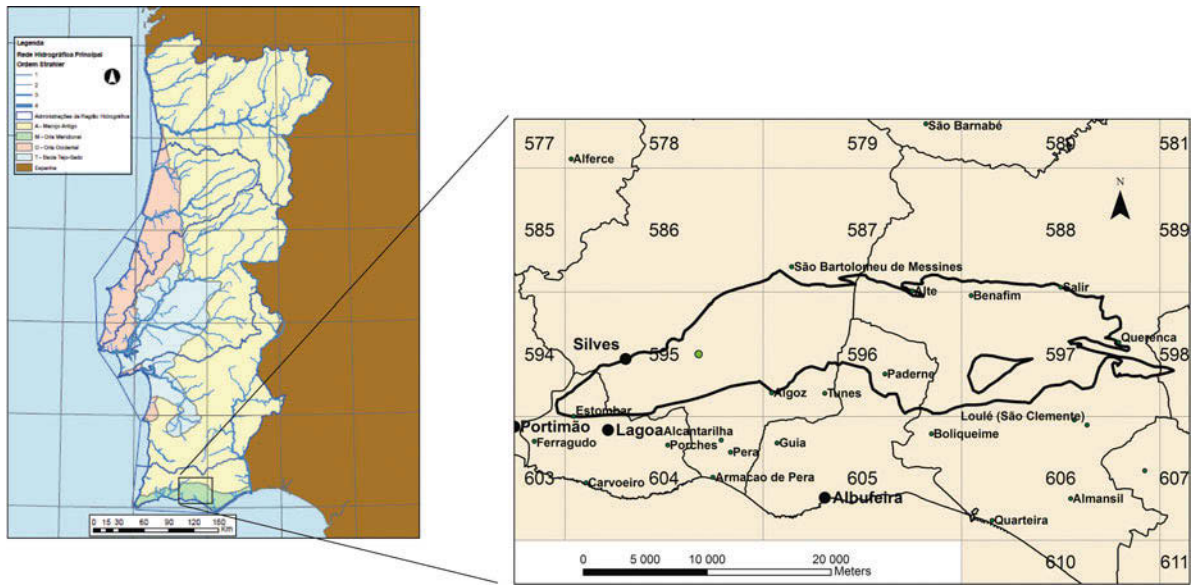 Legenda
Rede Hidrográfica Principal
Ordem Strahler
1
2
3
4
Administrações de Região Hidrográfica
A - Maciço Antigo
M - Orla Meridional
O - Orla Ocidental
T - Bacia Tejo-Sado
Espanha
0 15 30 60 90 120 150
Km
577 578 579 580 581
São Barnabé
Alferce
N
585 586 587 588 589
São Bartolomeu de Messines
Alte
Benafim
Salir
Querença
Silves
594 595 596 597 598
Paderne
Algoz
Tunes
Estombar
Loulé (São Clemente)
Portimão
Lagoa
Alcantarilha
Boliqueime
Ferragudo
Porches
Guia
Pera
603 604 605 606 607
Carvoeiro
Armacao de Pera
Albufeira
Almansil
Quarteira
610 611
0 5 000 10 000 20 000
Meters